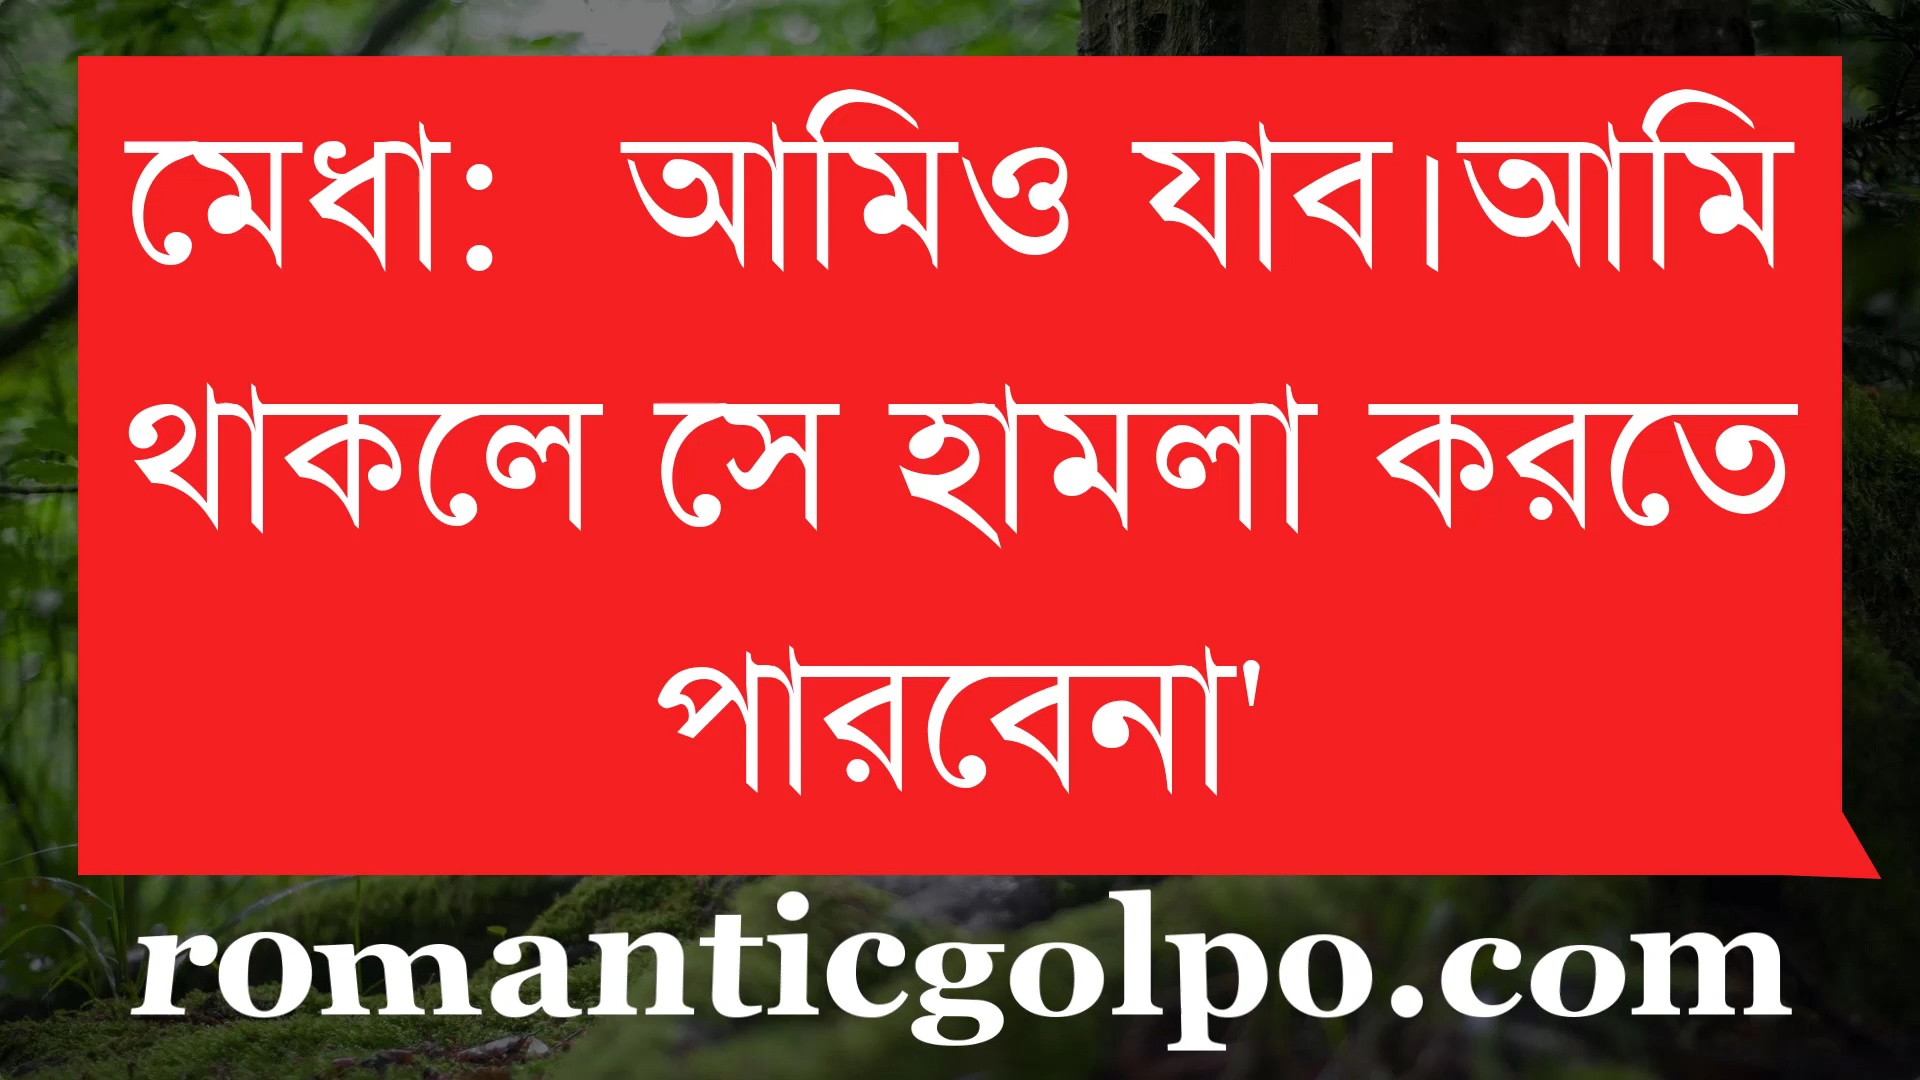 মেধা:  আমিও যাব।আমি
থাকলে সে হামলা করতে
পারবেনা'
romanticgolpo.com